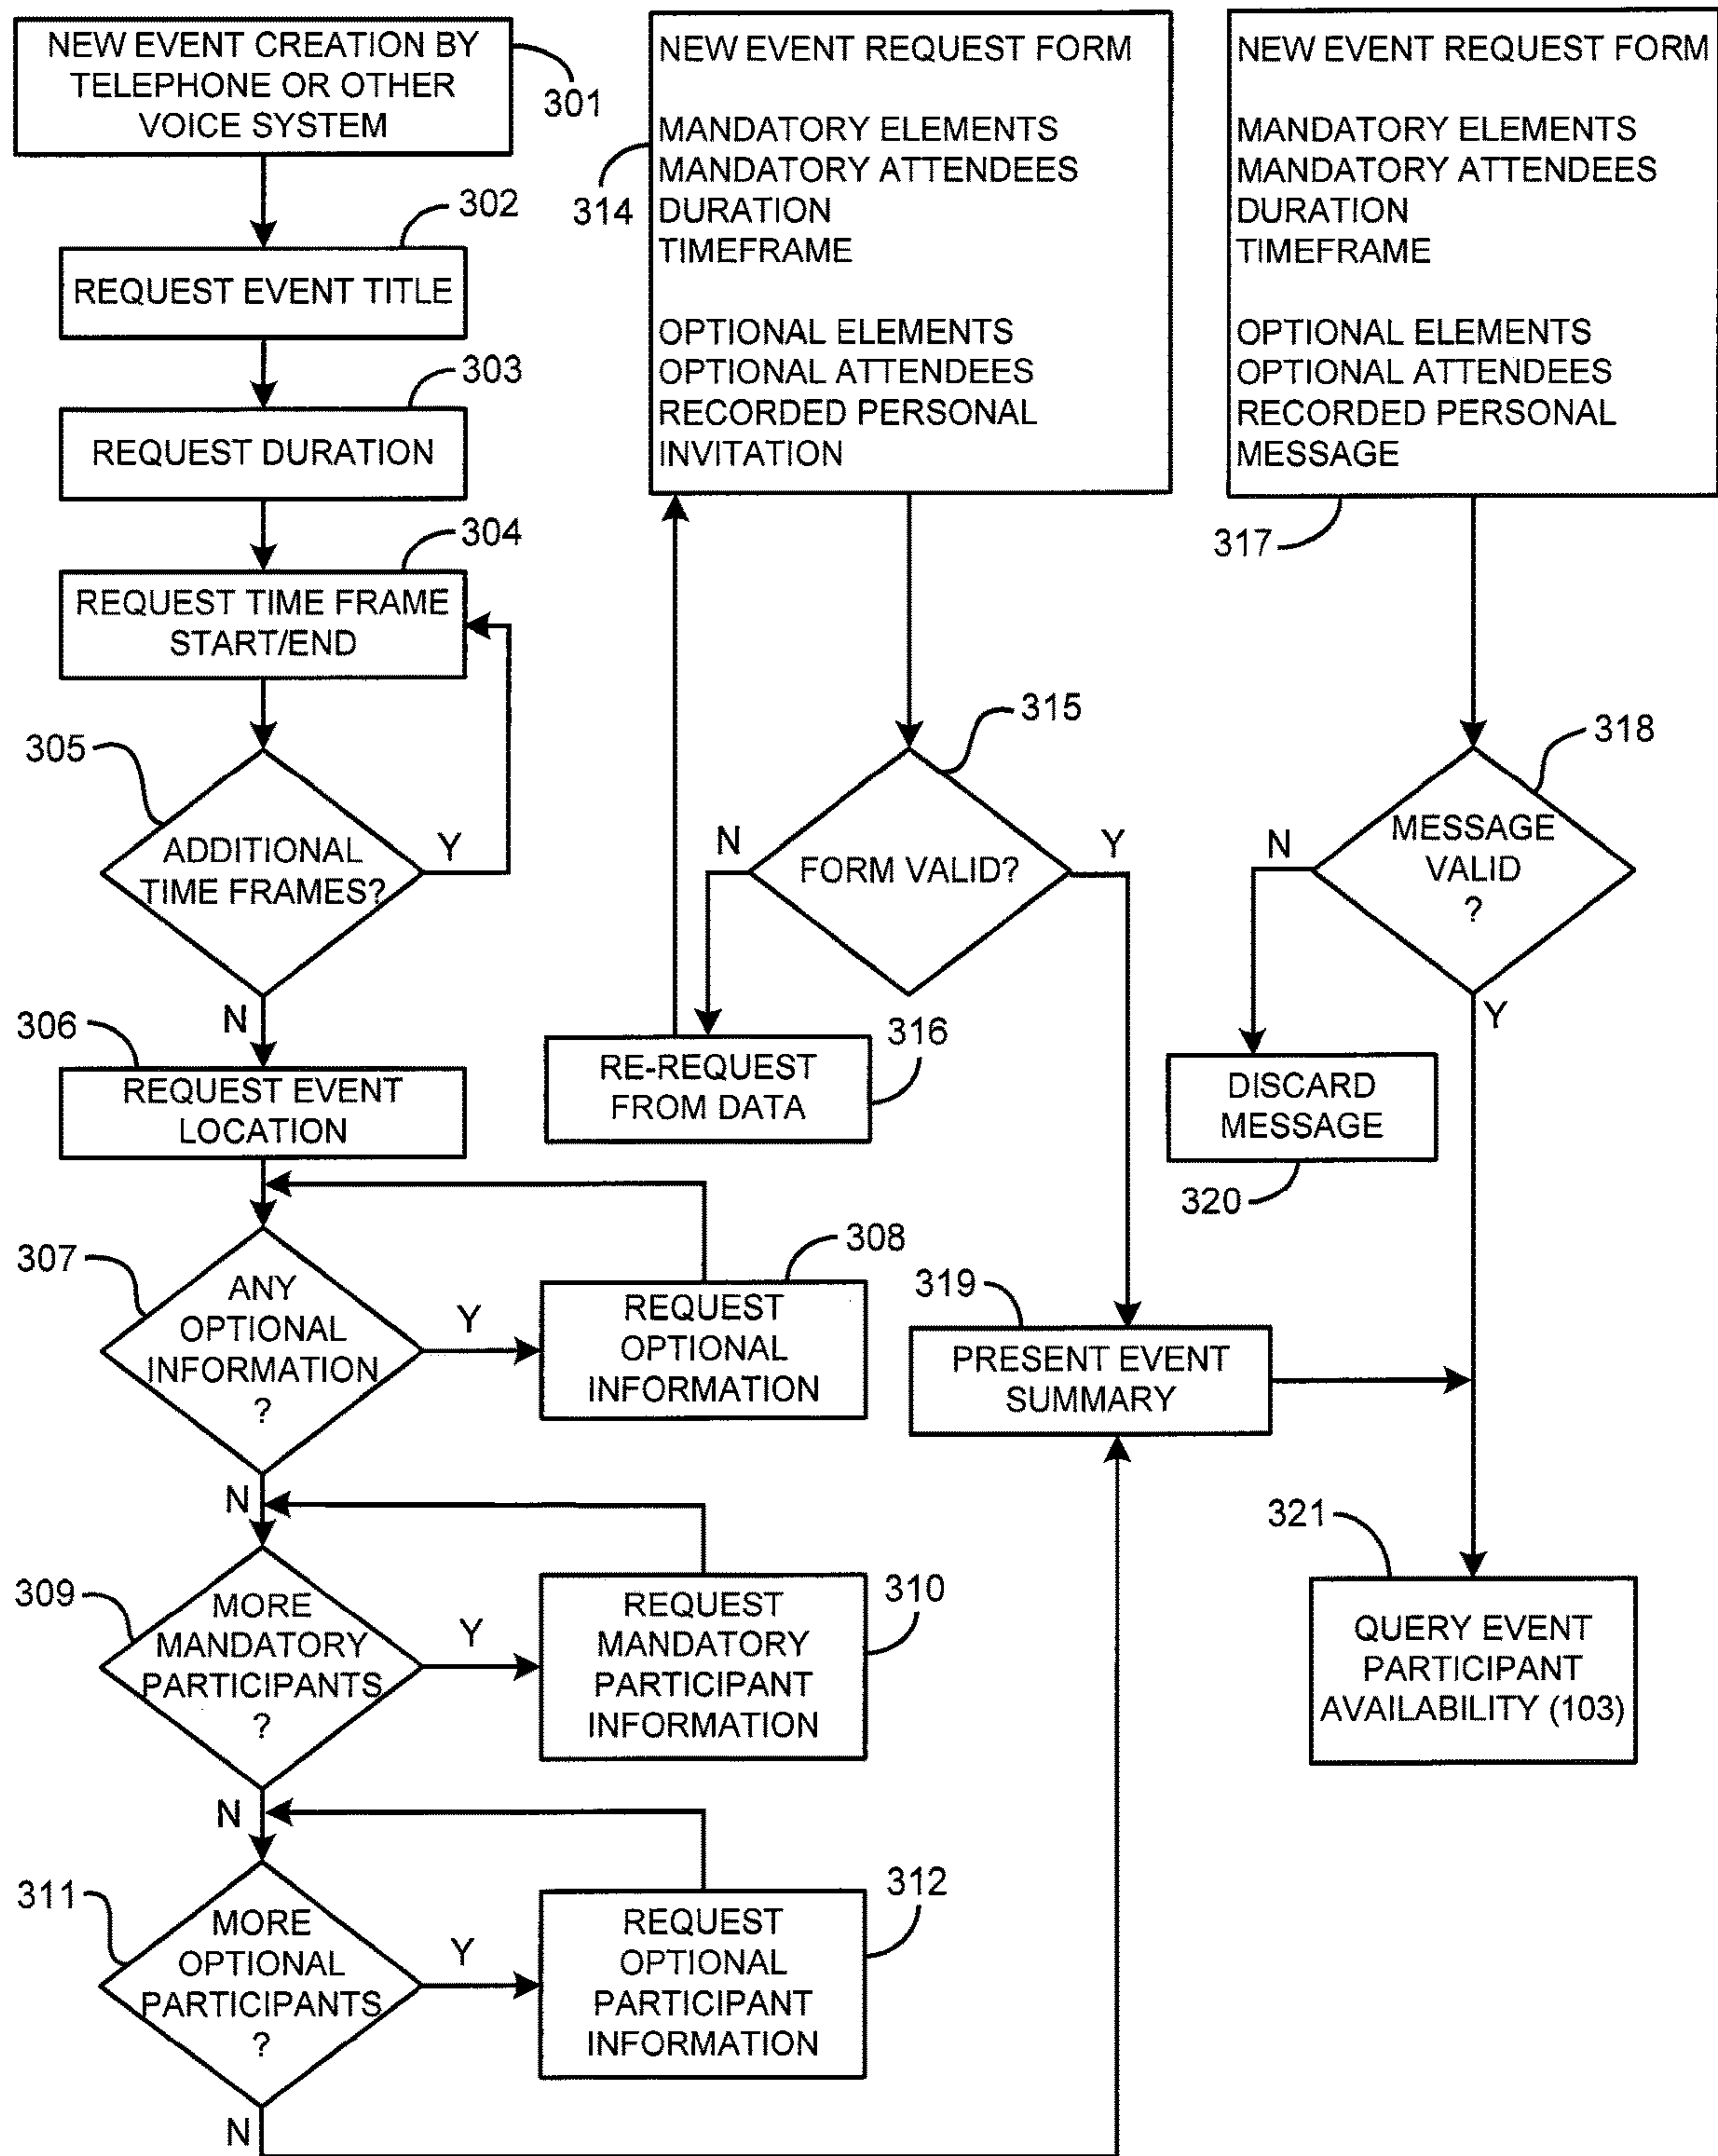 NEW EVENT CREATION BY
TELEPHONE OR OTHER
VOICE SYSTEM
301
302
REQUEST EVENT TITLE
303
REQUEST DURATION
304
REQUEST TIME FRAME
START/END
305
ADDITIONAL
TIME FRAMES?
Y
N
306
REQUEST EVENT
LOCATION
307
ANY
OPTIONAL
INFORMATION
?
Y
308
REQUEST
OPTIONAL
INFORMATION
N
309
MORE
MANDATORY
PARTICIPANTS
?
Y
310
REQUEST
MANDATORY
PARTICIPANT
INFORMATION
N
311
MORE
OPTIONAL
PARTICIPANTS
?
Y
312
REQUEST
OPTIONAL
PARTICIPANT
INFORMATION
N
314
NEW EVENT REQUEST FORM
MANDATORY ELEMENTS
MANDATORY ATTENDEES
DURATION
TIMEFRAME
OPTIONAL ELEMENTS
OPTIONAL ATTENDEES
RECORDED PERSONAL
INVITATION
315
FORM VALID?
N
Y
316
RE-REQUEST
FROM DATA
319
PRESENT EVENT
SUMMARY
NEW EVENT REQUEST FORM
MANDATORY ELEMENTS
MANDATORY ATTENDEES
DURATION
TIMEFRAME
OPTIONAL ELEMENTS
OPTIONAL ATTENDEES
RECORDED PERSONAL
MESSAGE
317
318
MESSAGE
VALID
?
N
Y
DISCARD
MESSAGE
320
321
QUERY EVENT
PARTICIPANT
AVAILABILITY (103)